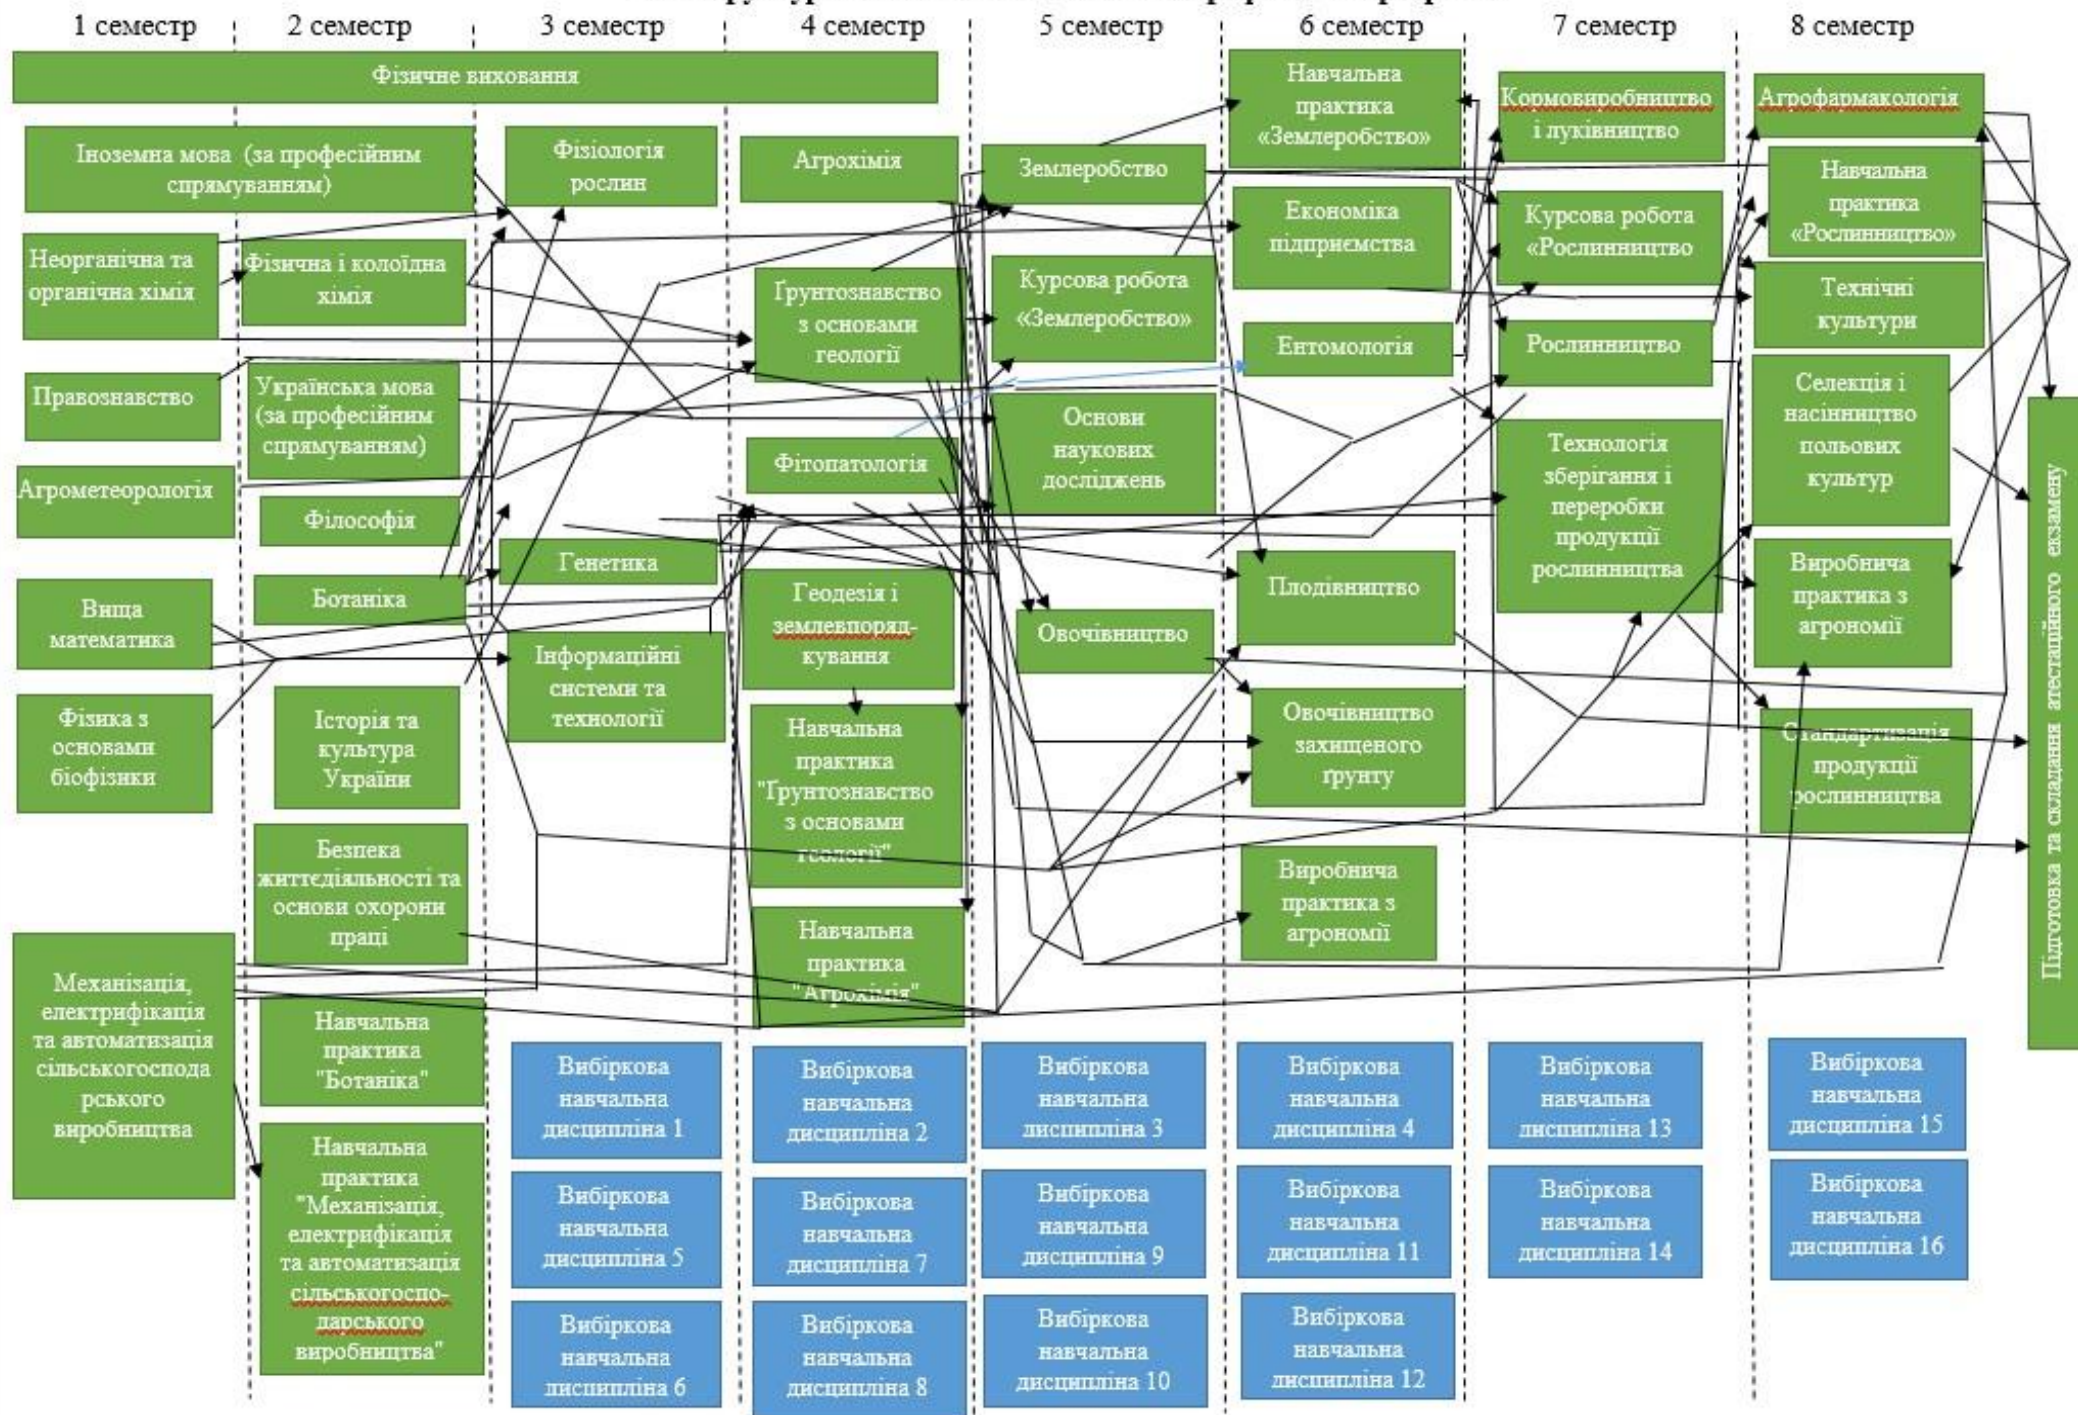 1 семестр
2 семестр
3 семестр
4 семестр
5 семестр
6 семестр
7 семестр
8 семестр
Фізичне виховання
Іноземна мова (за професійним
спрямуванням)
Неорганічна та
органічна хімія
Правознавство
Агрометеорологія
Вища
математика
Фізика з
основами
біофізики
Механізація,
електрифікація
та автоматизація
сільськогоспода
рського
виробництва
Фізична і колоїдна
хімія
Українська мова
(за професійним
спрямуванням)
Філософія
Ботаніка
Історія та
культура
України
Безпека
життєдіяльності та
основи охорони
праці
Навчальна
практика
"Ботаніка"
Навчальна
практика
"Механізація,
електрифікація
та автоматизація
сільськогоспо-
дарського
виробництва"
Фізіологія
рослин
Генетика
Інформаційні
системи та
технології
Вибіркова
навчальна
дисципліна 1
Вибіркова
навчальна
дисципліна 5
Вибіркова
навчальна
дисципліна 6
Агрохімія
Ґрунтознавство
з основами
геології
Фітопатологія
Геодезія і
землевпоряд-
кування
Навчальна
практика
"Ґрунтознавство
з основами
геології"
Навчальна
практика
"Агрохімія"
Вибіркова
навчальна
дисципліна 2
Вибіркова
навчальна
дисципліна 7
Вибіркова
навчальна
дисципліна 8
Землеробство
Курсова робота
«Землеробство»
Основи
наукових
досліджень
Овочівництво
Вибіркова
навчальна
дисципліна 3
Вибіркова
навчальна
дисципліна 9
Вибіркова
навчальна
дисципліна 10
Навчальна
практика
«Землеробство»
Економіка
підприємства
Ентомологія
Плодівництво
Овочівництво
захищеного
ґрунту
Виробнича
практика з
агрономії
Вибіркова
навчальна
дисципліна 4
Вибіркова
навчальна
дисципліна 11
Вибіркова
навчальна
дисципліна 12
Кормовиробництво
і луківництво
Курсова робота
«Рослинництво
Рослинництво
Технологія
зберігання і
переробки
продукції
рослинництва
Вибіркова
навчальна
дисципліна 13
Вибіркова
навчальна
дисципліна 14
Агрофармакологія
Навчальна
практика
«Рослинництво»
Технічні
культури
Селекція і
насінництво
польових
культур
Виробнича
практика з
агрономії
Стандартизація
продукції
рослинництва
Вибіркова
навчальна
дисципліна 15
Вибіркова
навчальна
дисципліна 16
Підготовка та складання атестаційного екзамену